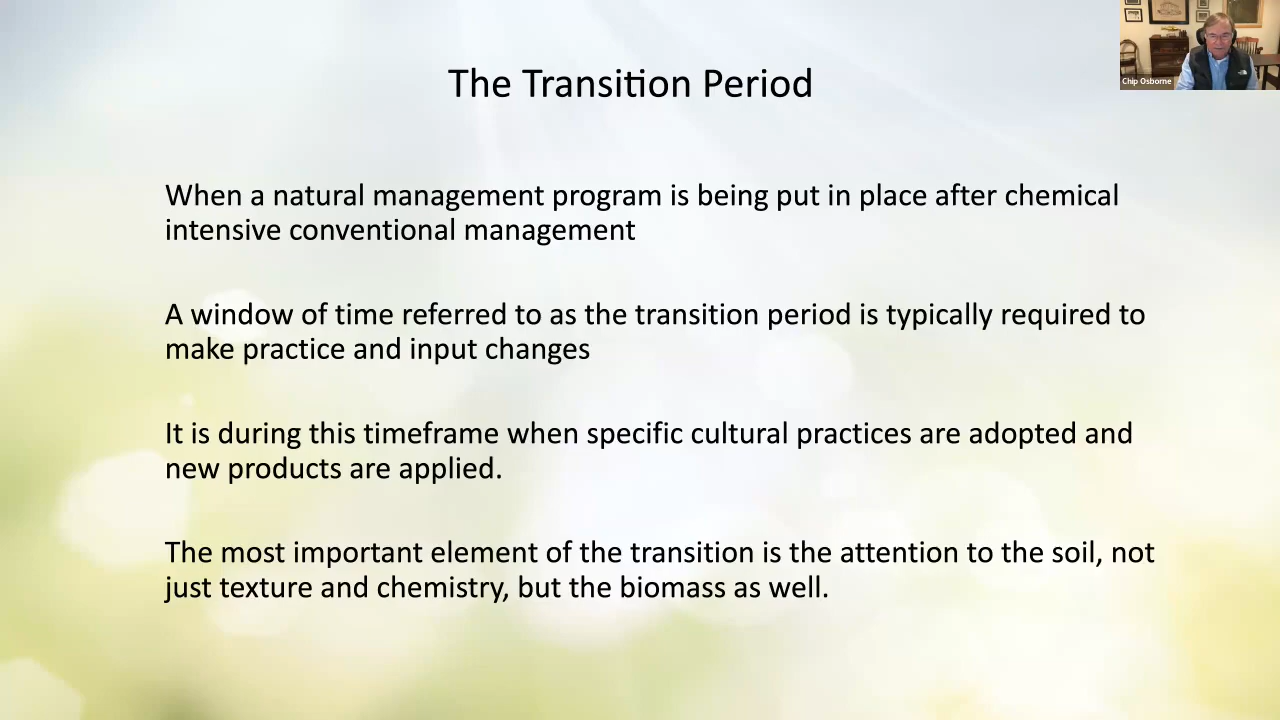 The Transition Period
Chip Osborne
When a natural management program is being put in place after chemical
intensive conventional management
A window of time referred to as the transition period is typically required to
make practice and input changes
It is during this timeframe when specific cultural practices are adopted and
new products are applied.
The most important element of the transition is the attention to the soil, not
just texture and chemistry, but the biomass as well.